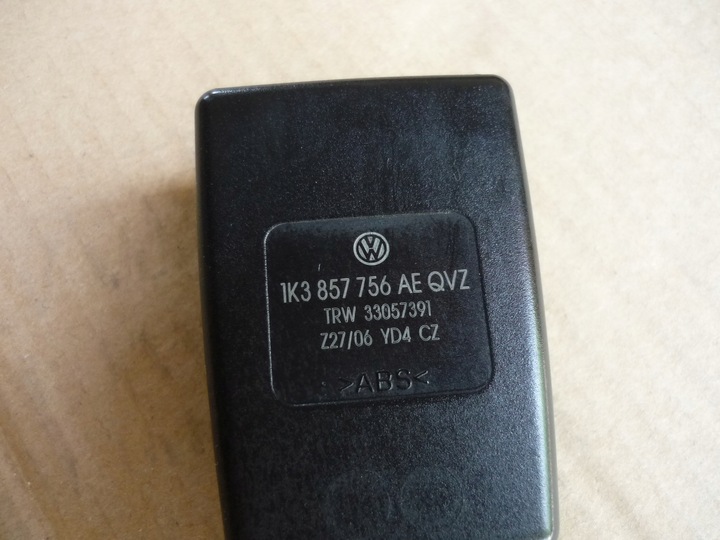 1K3 857 756 AE QVZ
TRW 33057391
Z27/06 YD4 CZ
>ABS<